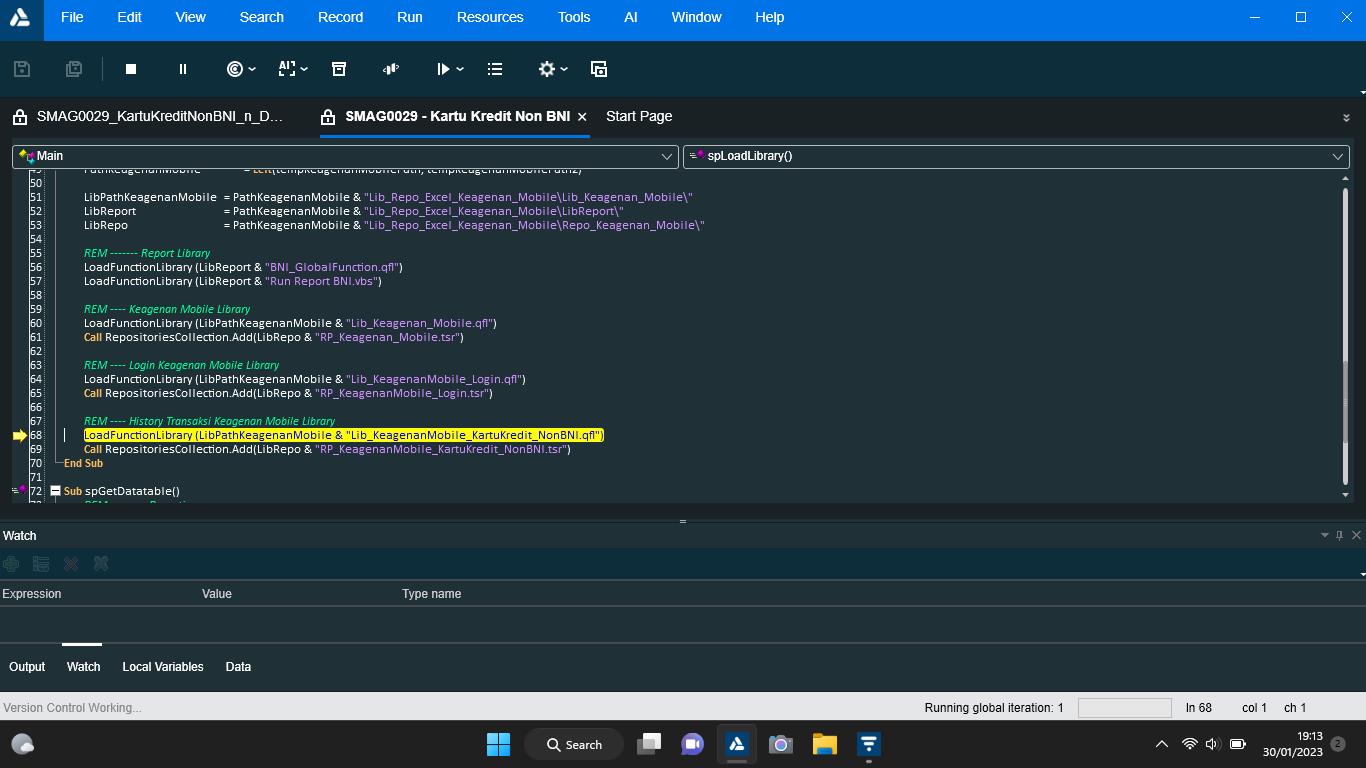 File Edit View Search Record Run Resources Tools AI Window Help
SMAG0029_KartuKreditNonBNI_n_D... SMAG0029 - Kartu Kredit Non BNI Start Page
Main spLoadLibrary()
49 PathKeagenanMobile = Left(tempKeagenanMobilePath, tempKeagenanMobilePath2)
50
51 LibPathKeagenanMobile = PathKeagenanMobile & "Lib_Repo_Excel_Keagenan_Mobile\Lib_Keagenan_Mobile\"
52 LibReport = PathKeagenanMobile & "Lib_Repo_Excel_Keagenan_Mobile\LibReport\"
53 LibRepo = PathKeagenanMobile & "Lib_Repo_Excel_Keagenan_Mobile\Repo_Keagenan_Mobile\"
54
55 REM ------- Report Library
56 LoadFunctionLibrary (LibReport & "BNI_GlobalFunction.qfl")
57 LoadFunctionLibrary (LibReport & "Run Report BNI.vbs")
58
59 REM ---- Keagenan Mobile Library
60 LoadFunctionLibrary (LibPathKeagenanMobile & "Lib_Keagenan_Mobile.qfl")
61 Call RepositoriesCollection.Add(LibRepo & "RP_Keagenan_Mobile.tsr")
62
63 REM ---- Login Keagenan Mobile Library
64 LoadFunctionLibrary (LibPathKeagenanMobile & "Lib_KeagenanMobile_Login.qfl")
65 Call RepositoriesCollection.Add(LibRepo & "RP_KeagenanMobile_Login.tsr")
66
67 REM ---- History Transaksi Keagenan Mobile Library
68 LoadFunctionLibrary (LibPathKeagenanMobile & "Lib_KeagenanMobile_KartuKredit_NonBNI.qfl")
69 Call RepositoriesCollection.Add(LibRepo & "RP_KeagenanMobile_KartuKredit_NonBNI.tsr")
70 End Sub
71
72 Sub spGetDatatable()
Watch
Expression Value Type name
Output Watch Local Variables Data
Version Control Working... Running global iteration: 1 ln 68 col 1 ch 1
Search 19:13
30/01/2023 2